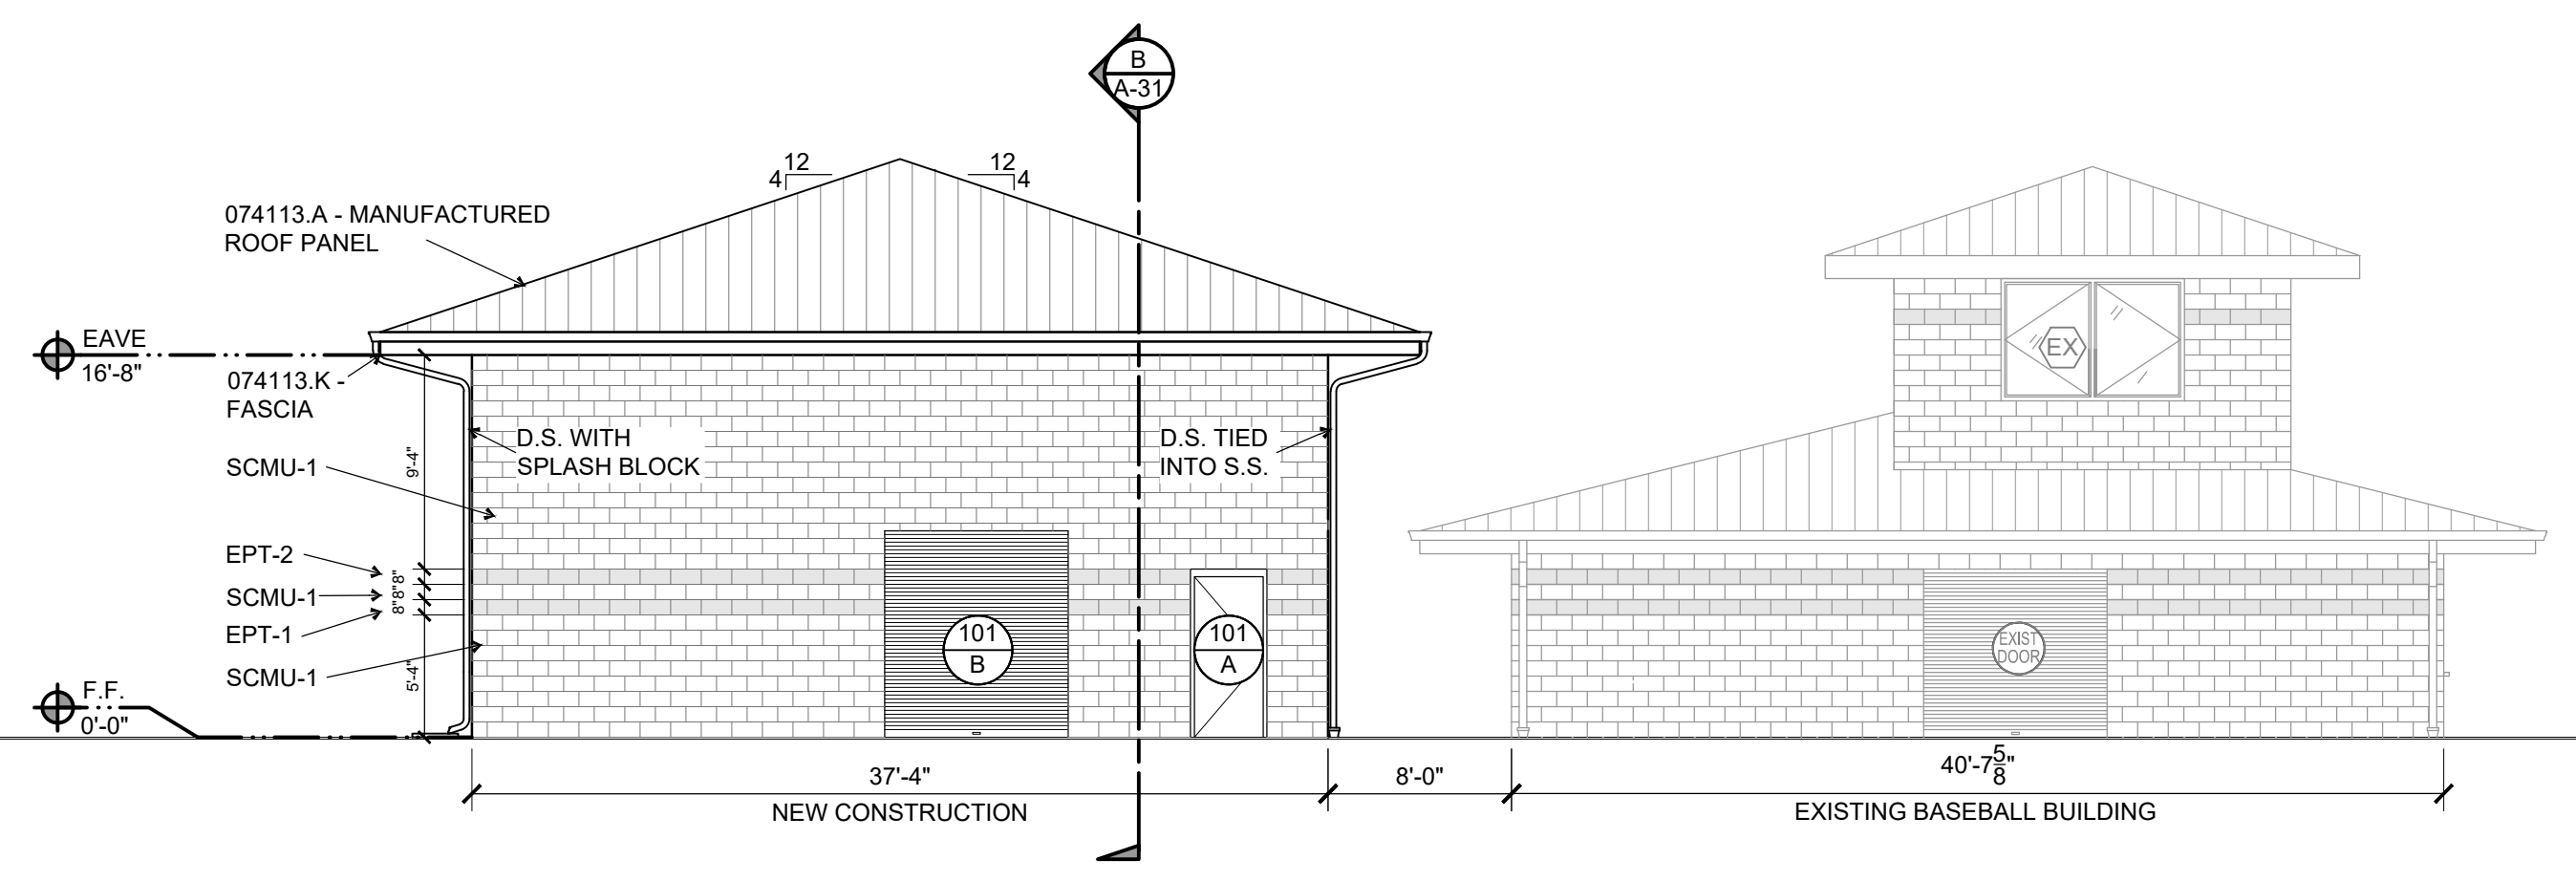 B
A-31
12
4
12
4
074113.A - MANUFACTURED
ROOF PANEL
EAVE
16'-8"
074113.K -
FASCIA
EX
D.S. WITH
SPLASH BLOCK
D.S. TIED
INTO S.S.
9'-4"
SCMU-1
EPT-2
8"
SCMU-1
8"
8"
EPT-1
SCMU-1
5'-4"
101
B
101
A
EXIST
DOOR
F.F.
0'-0"
37'-4"
8'-0"
40'-7 5/8"
NEW CONSTRUCTION
EXISTING BASEBALL BUILDING